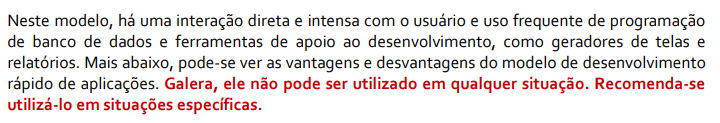 Neste modelo, há uma interação direta e intensa com o usuário e uso frequente de programação
de banco de dados e ferramentas de apoio ao desenvolvimento, como geradores de telas e
relatórios. Mais abaixo, pode-se ver as vantagens e desvantagens do modelo de desenvolvimento
rápido de aplicações. Galera, ele não pode ser utilizado em qualquer situação. Recomenda-se
utilizá-lo em situações específicas.